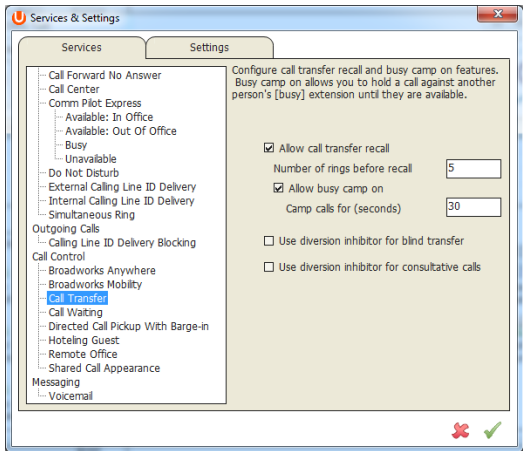 Services & Settings
Services
Settings
Call Forward No Answer
Call Center
Comm Pilot Express
Available: In Office
Available: Out Of Office
Busy
Unavailable
Do Not Disturb
External Calling Line ID Delivery
Internal Calling Line ID Delivery
Simultaneous Ring
Outgoing Calls
Calling Line ID Delivery Blocking
Call Control
Broadworks Anywhere
Broadworks Mobility
Call Transfer
Call Waiting
Directed Call Pickup With Barge-in
Hoteling Guest
Remote Office
Shared Call Appearance
Messaging
Voicemail
Configure call transfer recall and busy camp on features.
Busy camp on allows you to hold a call against another
person's [busy] extension until they are available.
Allow call transfer recall
Number of rings before recall 5
Allow busy camp on
Camp calls for (seconds) 30
Use diversion inhibitor for blind transfer
Use diversion inhibitor for consultative calls